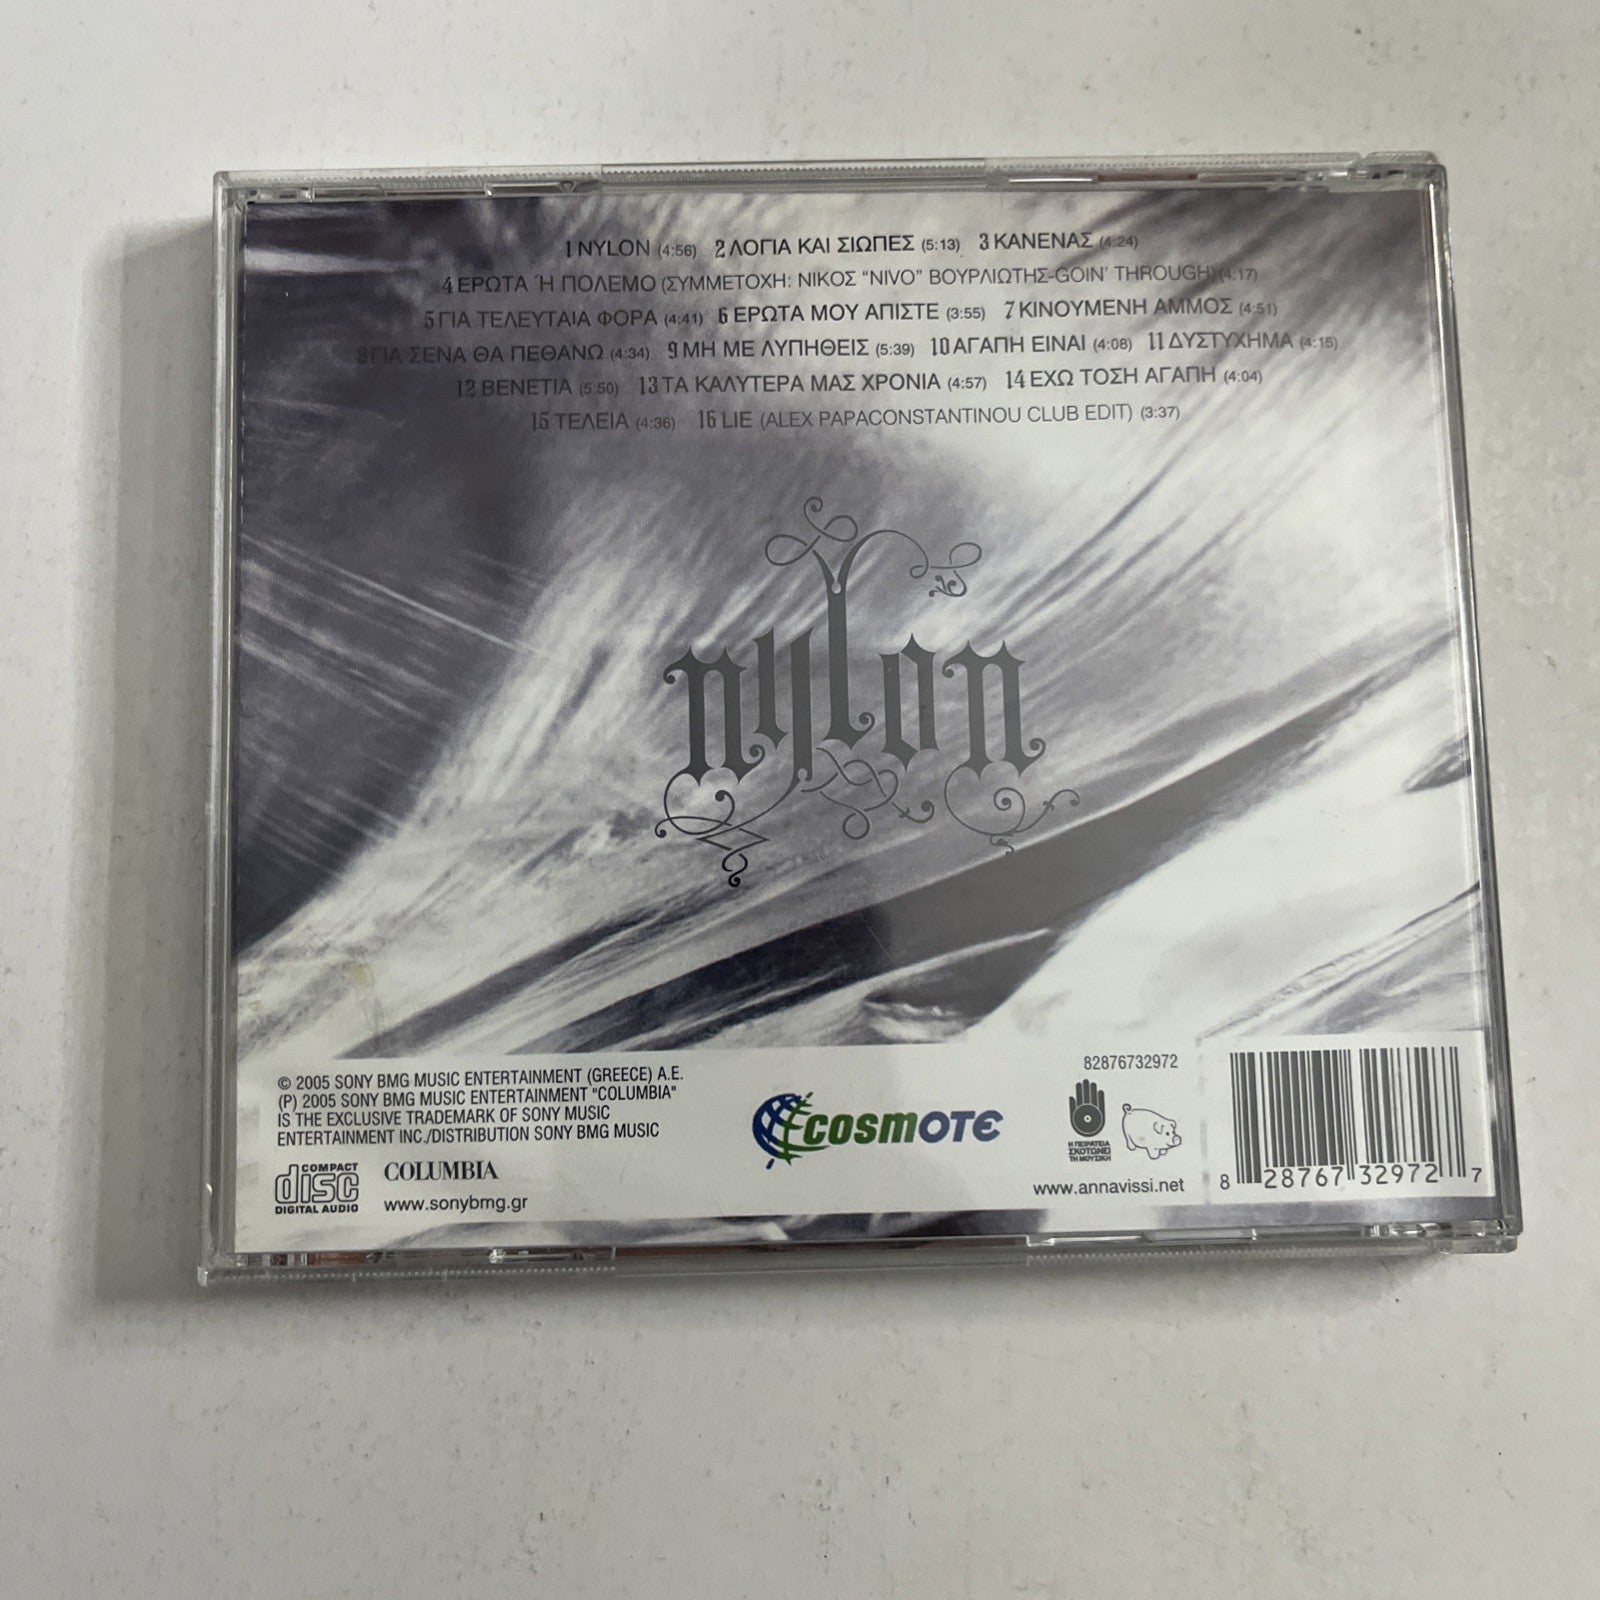 1 NYLON (4:56) 2 ΛΟΓΙΑ ΚΑΙ ΣΙΩΠΕΣ (5:13) 3 ΚΑΝΕΝΑΣ (4:24)
4 ΕΡΩΤΑ Ή ΠΟΛΕΜΟ (ΣΥΜΜΕΤΟΧΗ: ΝΙΚΟΣ "NIVO" ΒΟΥΡΛΙΩΤΗΣ-GOIN' THROUGH) (4:17)
5 ΓΙΑ ΤΕΛΕΥΤΑΙΑ ΦΟΡΑ (4:41) 6 ΕΡΩΤΑ ΜΟΥ ΑΠΙΣΤΕ (3:55) 7 ΚΙΝΟΥΜΕΝΗ ΑΜΜΟΣ (4:51)
8 ΓΙΑ ΣΕΝΑ ΘΑ ΠΕΘΑΝΩ (4:34) 9 ΜΗ ΜΕ ΛΥΠΗΘΕΙΣ (5:39) 10 ΑΓΑΠΗ ΕΙΝΑΙ (4:08) 11 ΔΥΣΤΥΧΗΜΑ (4:15)
12 ΒΕΝΕΤΙΑ (5:50) 13 ΤΑ ΚΑΛΥΤΕΡΑ ΜΑΣ ΧΡΟΝΙΑ (4:57) 14 ΕΧΩ ΤΟΣΗ ΑΓΑΠΗ (4:04)
15 ΤΕΛΕΙΑ (4:36) 16 LIE (ALEX PAPACONSTANTINOU CLUB EDIT) (3:37)
nylon
© 2005 SONY BMG MUSIC ENTERTAINMENT (GREECE) A.E.
(P) 2005 SONY BMG MUSIC ENTERTAINMENT "COLUMBIA"
IS THE EXCLUSIVE TRADEMARK OF SONY MUSIC
ENTERTAINMENT INC./DISTRIBUTION SONY BMG MUSIC
COMPACT
disc
DIGITAL AUDIO
COLUMBIA
www.sonybmg.gr
COSMOTE
82876732972
Η ΠΕΙΡΑΤΕΙΑ
ΣΚΟΤΩΝΕΙ
ΤΗ ΜΟΥΣΙΚΗ
www.annavissi.net
8 28767 32972 7